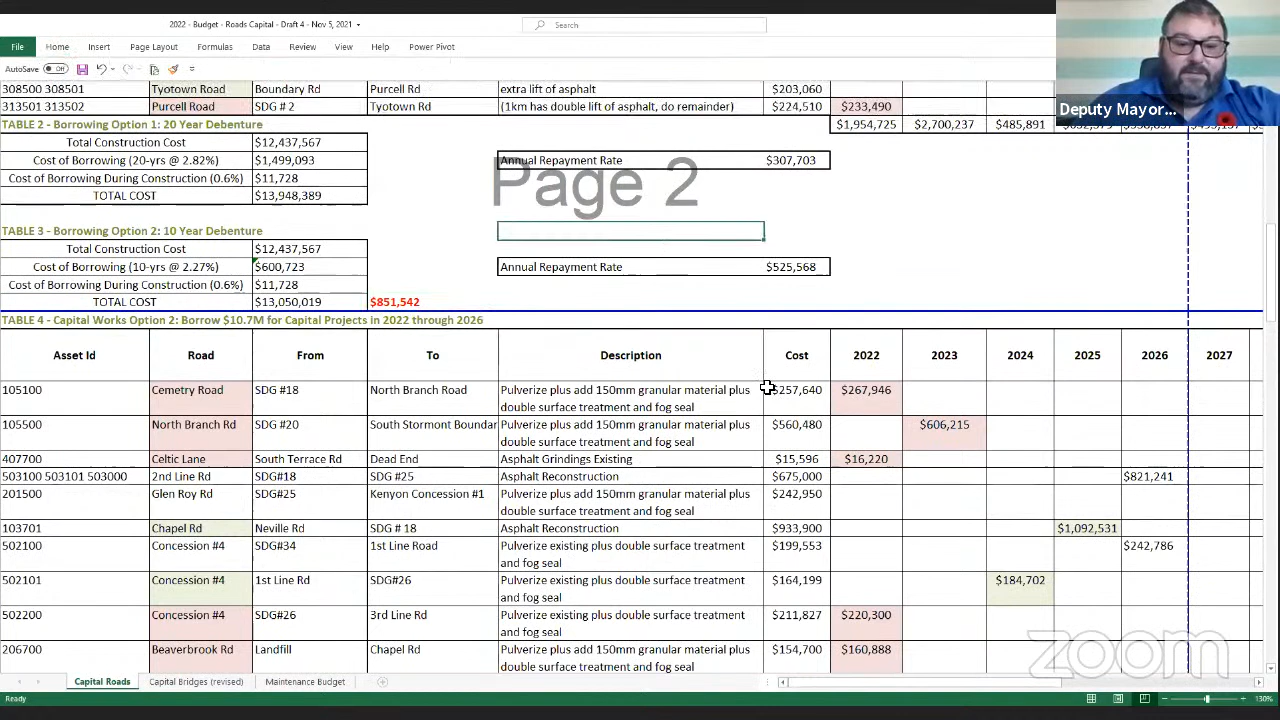 2022 - Budget - Roads Capital - Draft 4 - Nov 5, 2021
Search
File Home Insert Page Layout Formulas Data Review View Help Power Pivot
AutoSave Off
Deputy Mayor...
308500 308501 Tyotown Road Boundary Rd Purcell Rd extra lift of asphalt $203,060
313501 313502 Purcell Road SDG # 2 Tyotown Rd (1km has double lift of asphalt, do remainder) $224,510 $233,490
TABLE 2 - Borrowing Option 1: 20 Year Debenture $1,954,725 $2,700,237 $485,891
Total Construction Cost $12,437,567
Cost of Borrowing (20-yrs @ 2.82%) $1,499,093 Annual Repayment Rate $307,703
Cost of Borrowing During Construction (0.6%) $11,728
TOTAL COST $13,948,389
Page 2
TABLE 3 - Borrowing Option 2: 10 Year Debenture
Total Construction Cost $12,437,567
Cost of Borrowing (10-yrs @ 2.27%) $600,723 Annual Repayment Rate $525,568
Cost of Borrowing During Construction (0.6%) $11,728
TOTAL COST $13,050,019 $851,542
TABLE 4 - Capital Works Option 2: Borrow $10.7M for Capital Projects in 2022 through 2026
Asset Id Road From To Description Cost 2022 2023 2024 2025 2026 2027
105100 Cemetry Road SDG #18 North Branch Road Pulverize plus add 150mm granular material plus $257,640 $267,946
double surface treatment and fog seal
105500 North Branch Rd SDG #20 South Stormont Boundar Pulverize plus add 150mm granular material plus $560,480 $606,215
double surface treatment and fog seal
407700 Celtic Lane South Terrace Rd Dead End Asphalt Grindings Existing $15,596 $16,220
503100 503101 503000 2nd Line Rd SDG#18 SDG #25 Asphalt Reconstruction $675,000 $821,241
201500 Glen Roy Rd SDG#25 Kenyon Concession #1 Pulverize plus add 150mm granular material plus $242,950
double surface treatment and fog seal
103701 Chapel Rd Neville Rd SDG # 18 Asphalt Reconstruction $933,900 $1,092,531
502100 Concession #4 SDG#34 1st Line Road Pulverize existing plus double surface treatment $199,553 $242,786
and fog seal
502101 Concession #4 1st Line Rd SDG#26 Pulverize existing plus double surface treatment $164,199 $184,702
and fog seal
502200 Concession #4 SDG#26 3rd Line Rd Pulverize existing plus double surface treatment $211,827 $220,300
and fog seal
206700 Beaverbrook Rd Landfill Chapel Rd Pulverize plus add 150mm granular material plus $154,700 $160,888
double surface treatment and fog seal
zoom
Capital Roads Capital Bridges (revised) Maintenance Budget
Ready 130%